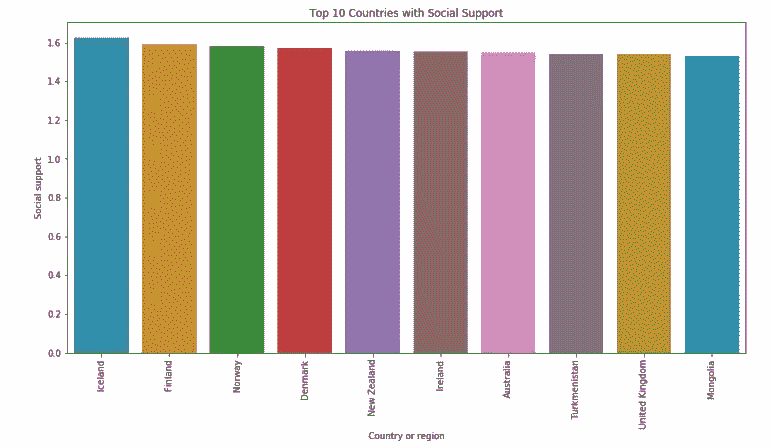 Top 10 Countries with Social Support
1.6
1.4
1.2
1.0
0.8
0.6
0.4
0.2
0.0
Social support
Iceland
Finland
Norway
Denmark
New Zealand
Ireland
Australia
Turkmenistan
United Kingdom
Mongolia
Country or region